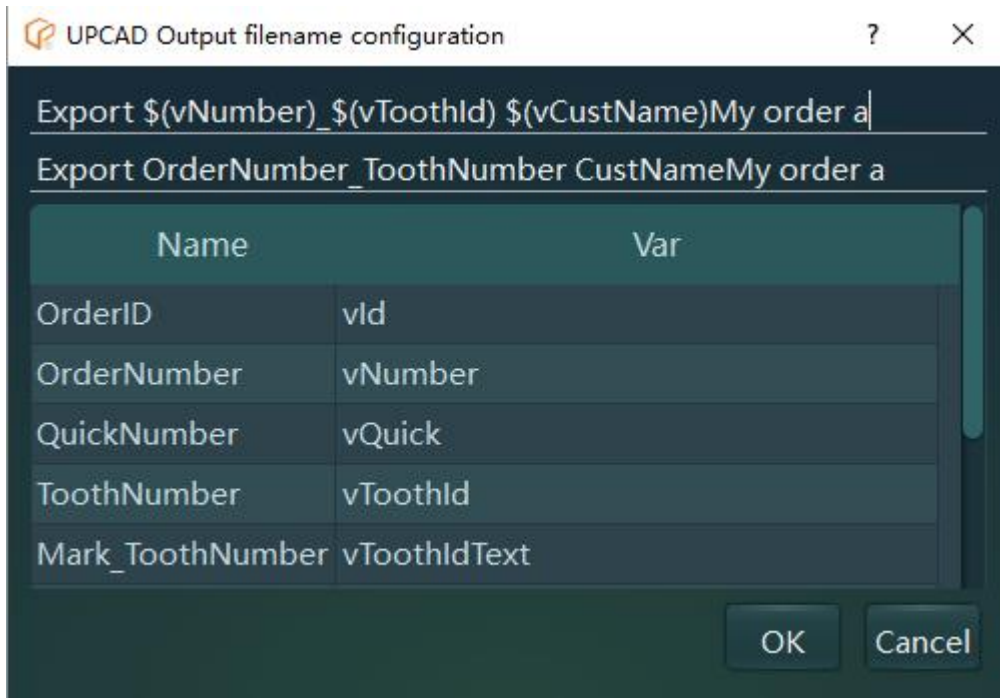 UPCAD Output filename configuration ?
Export $(vNumber)_$(vToothId) $(vCustName)My order a
Export OrderNumber_ToothNumber CustNameMy order a
Name Var
OrderID vId
OrderNumber vNumber
QuickNumber vQuick
ToothNumber vToothId
Mark_ToothNumber vToothIdText
OK Cancel